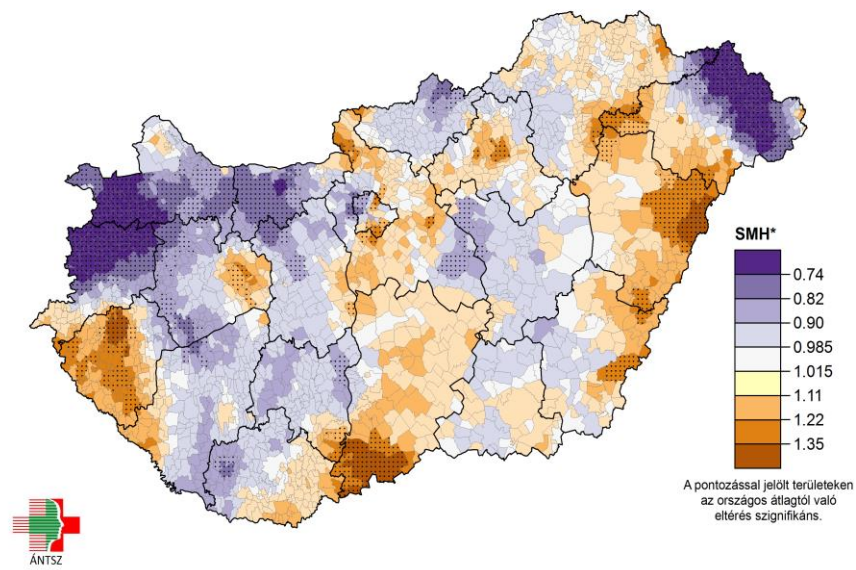 SMH*
0.74
0.82
0.90
0.985
1.015
1.11
1.22
1.35
A pontozással jelölt területeken
az országos átlagtól való
eltérés szignifikáns.
ÁNTSZ